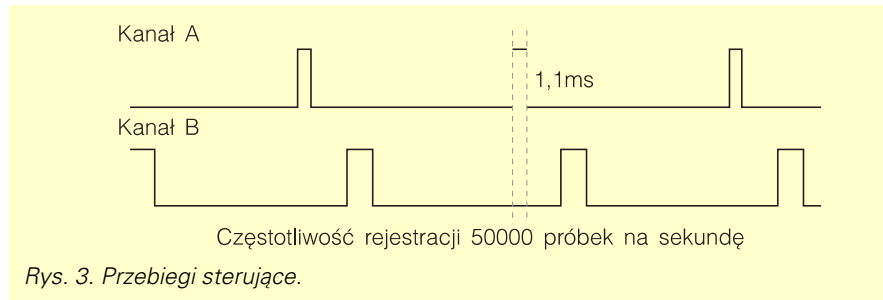 Kanał A
1,1ms
Kanał B
Częstotliwość rejestracji 50000 próbek na sekundę
Rys. 3. Przebiegi sterujące.